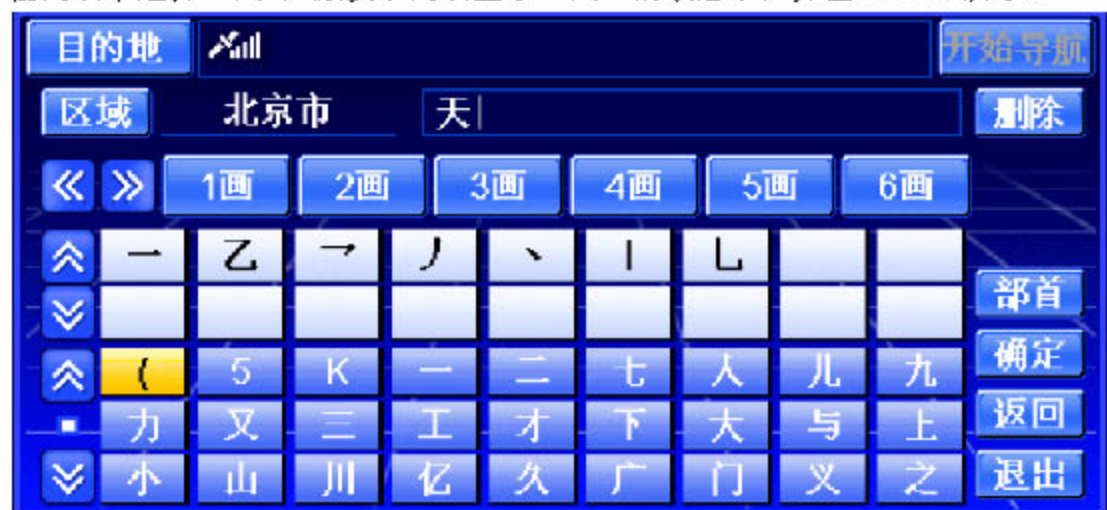 目的地 开始导航
区域 北京市 天 删除
1画 2画 3画 4画 5画 6画
一 乙 乛 丿 丶 丨 乚
部首
( 5 K 一 二 七 人 儿 九 确定
力 又 三 工 才 下 大 与 上 返回
小 山 川 亿 久 广 门 义 之 退出